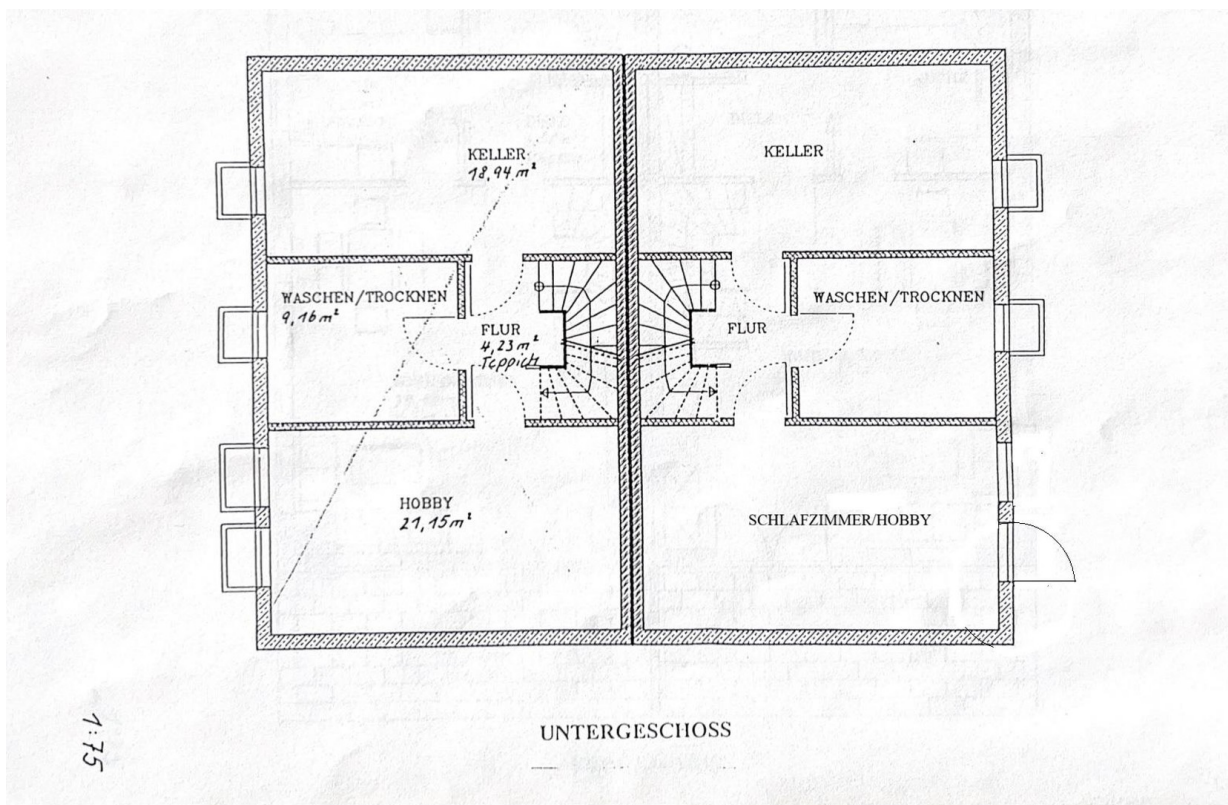 KELLER
18,94 m²
KELLER
WASCHEN/TROCKNEN
9,16 m²
FLUR
4,23 m²
Teppich
FLUR
WASCHEN/TROCKNEN
HOBBY
21,15 m²
SCHLAFZIMMER/HOBBY
UNTERGESCHOSS
1:75